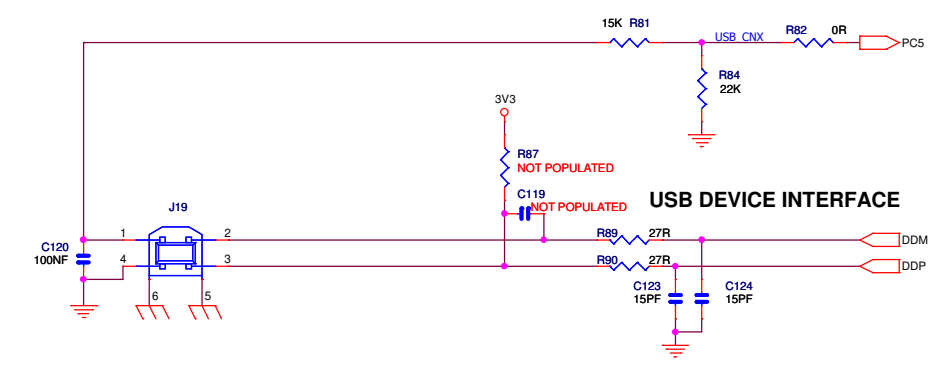 15K R81
USB_CNX
R82
0R
PC5
R84
22K
3V3
R87
NOT POPULATED
C119
NOT POPULATED
USB DEVICE INTERFACE
J19
1
2
R89
27R
DDM
C120
100NF
4
3
R90
27R
DDP
C123
15PF
C124
15PF
6
5